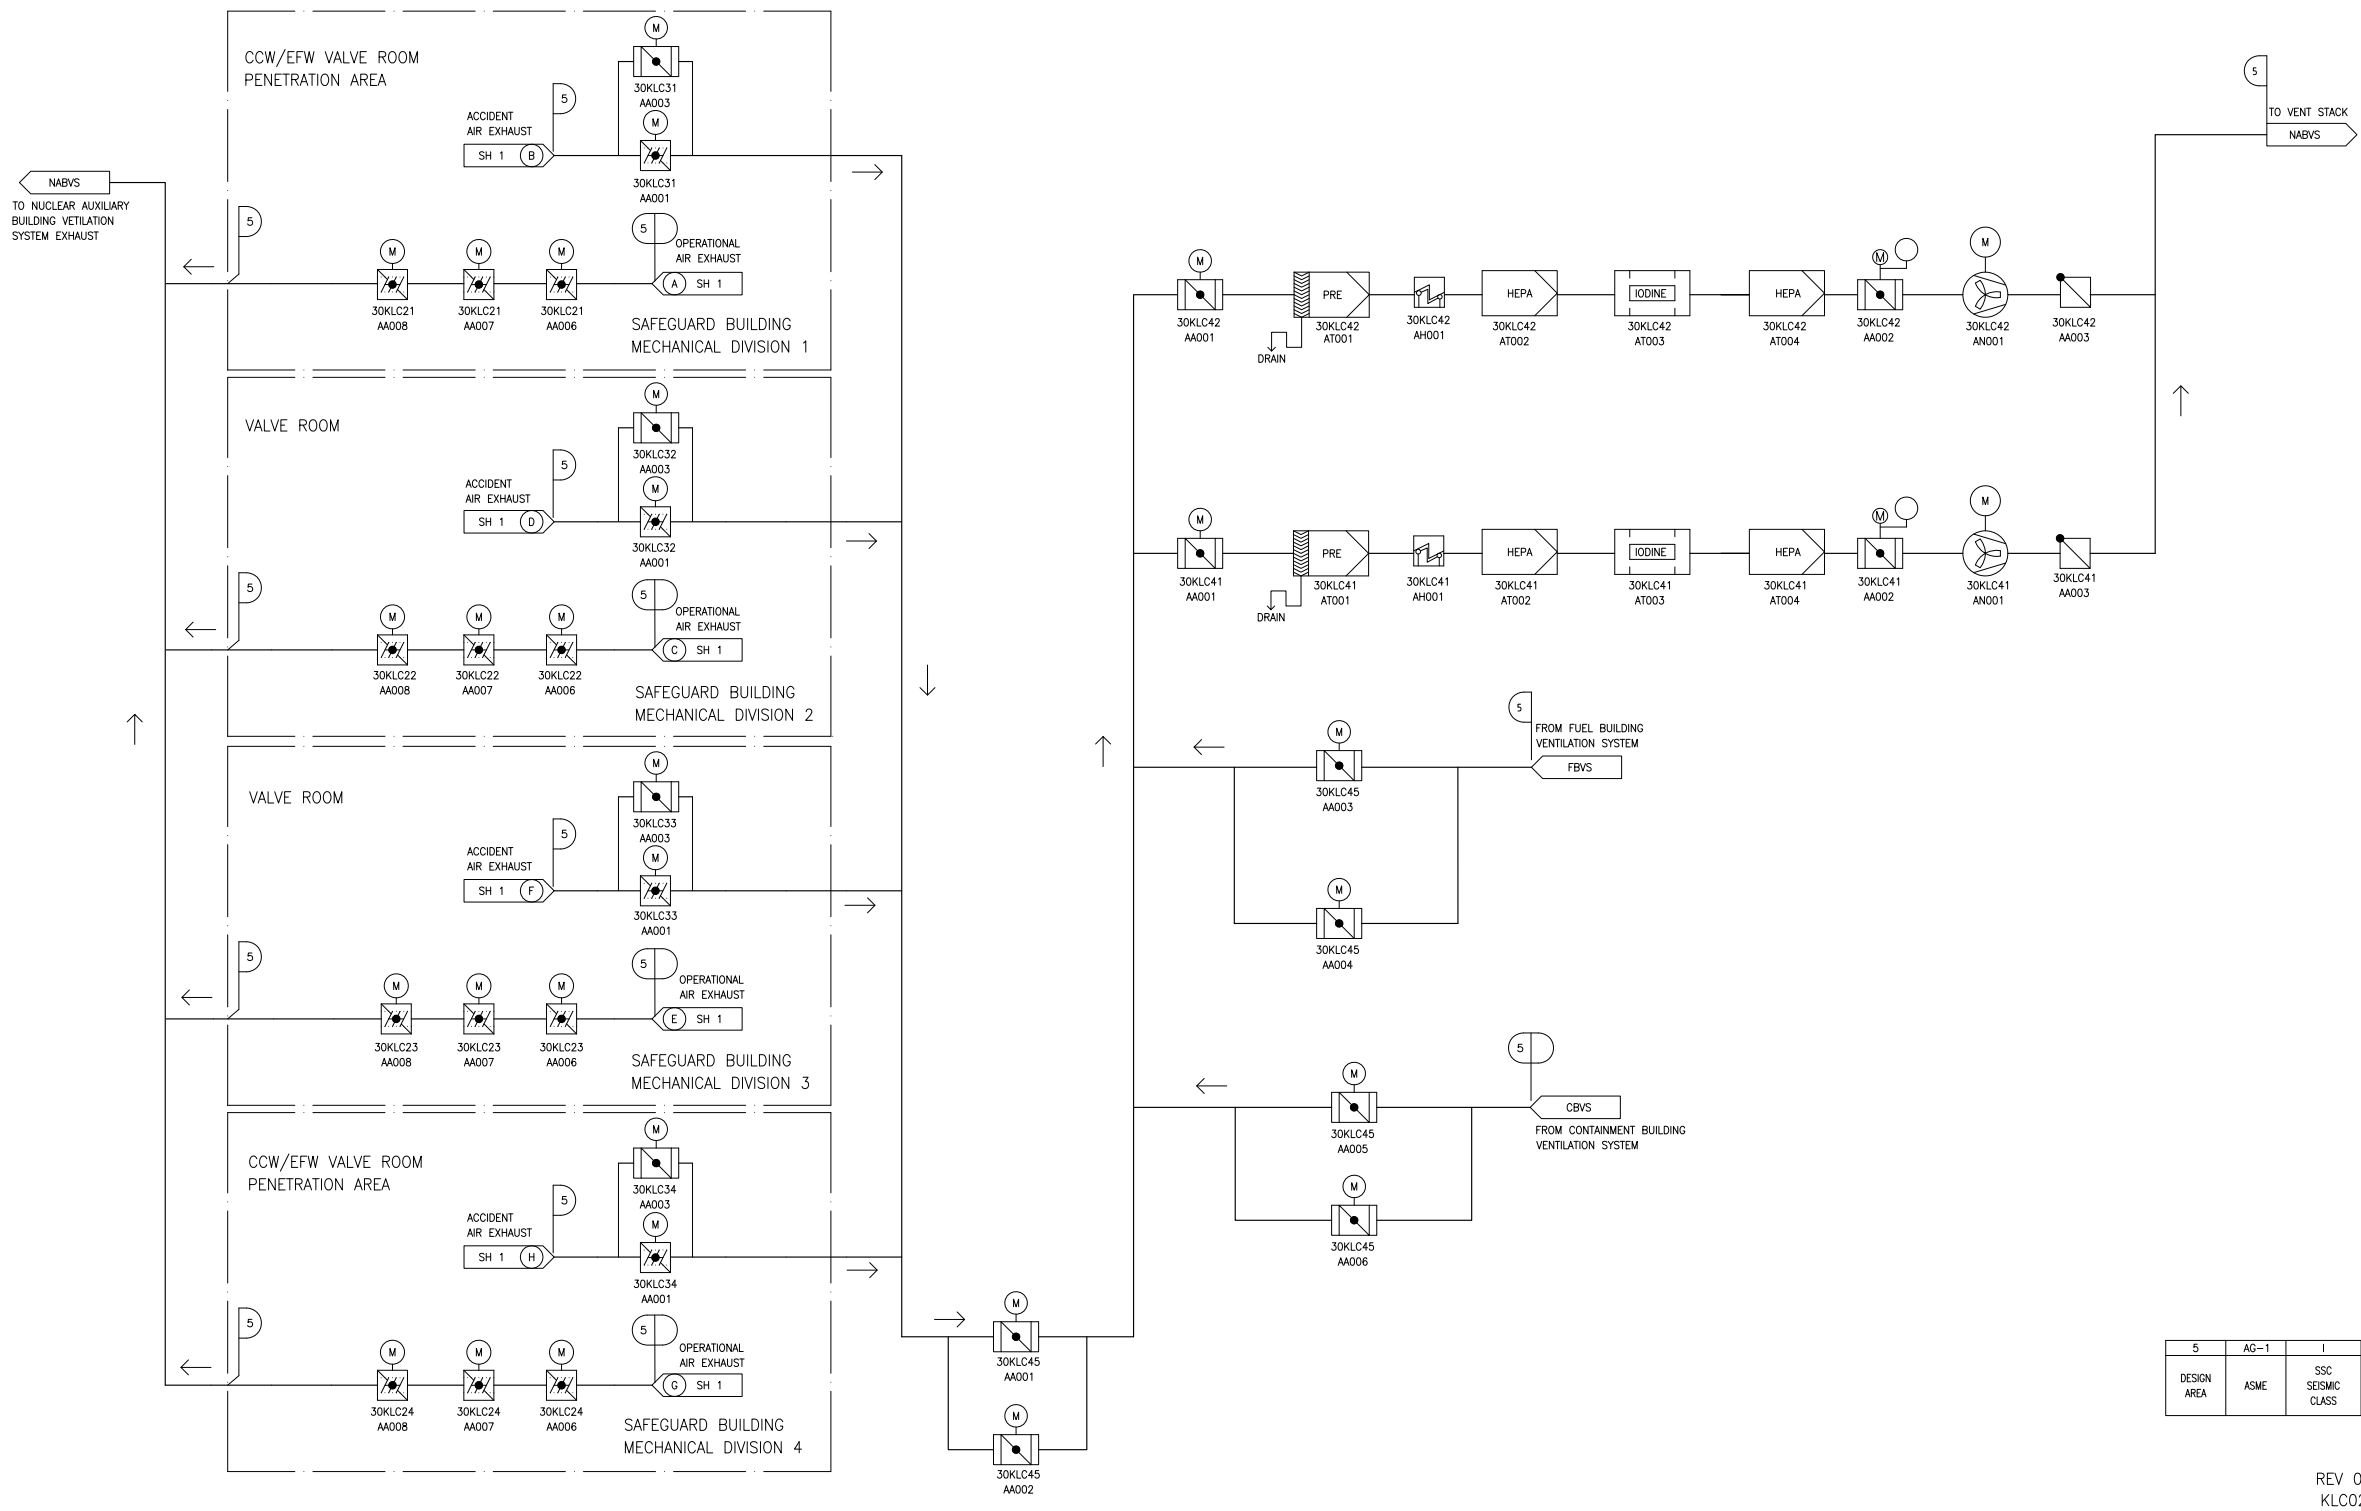 M
CCW/EFW VALVE ROOM
PENETRATION AREA
30KLC31
AA003
5
ACCIDENT
AIR EXHAUST
M
SH 1 B
30KLC31
AA001
NABVS
TO NUCLEAR AUXILIARY
BUILDING VETILATION
SYSTEM EXHAUST
5
5
OPERATIONAL
AIR EXHAUST
M
M
M
A SH 1
30KLC21
AA008
30KLC21
AA007
30KLC21
AA006
SAFEGUARD BUILDING
MECHANICAL DIVISION 1
M
VALVE ROOM
30KLC32
AA003
5
ACCIDENT
AIR EXHAUST
M
SH 1 D
30KLC32
AA001
5
5
OPERATIONAL
AIR EXHAUST
M
M
M
C SH 1
30KLC22
AA008
30KLC22
AA007
30KLC22
AA006
SAFEGUARD BUILDING
MECHANICAL DIVISION 2
M
VALVE ROOM
30KLC33
AA003
5
ACCIDENT
AIR EXHAUST
M
SH 1 F
30KLC33
AA001
5
5
OPERATIONAL
AIR EXHAUST
M
M
M
E SH 1
30KLC23
AA008
30KLC23
AA007
30KLC23
AA006
SAFEGUARD BUILDING
MECHANICAL DIVISION 3
M
CCW/EFW VALVE ROOM
PENETRATION AREA
30KLC34
AA003
5
ACCIDENT
AIR EXHAUST
M
SH 1 H
30KLC34
AA001
5
5
OPERATIONAL
AIR EXHAUST
M
M
M
G SH 1
30KLC24
AA008
30KLC24
AA007
30KLC24
AA006
SAFEGUARD BUILDING
MECHANICAL DIVISION 4
M
30KLC45
AA001
M
30KLC45
AA002
5
TO VENT STACK
NABVS
M
M
M
PRE
HEPA
IODINE
HEPA
30KLC42
AA001
DRAIN
30KLC42
AT001
30KLC42
AH001
30KLC42
AT002
30KLC42
AT003
30KLC42
AT004
30KLC42
AA002
30KLC42
AN001
30KLC42
AA003
M
M
M
PRE
HEPA
IODINE
HEPA
30KLC41
AA001
DRAIN
30KLC41
AT001
30KLC41
AH001
30KLC41
AT002
30KLC41
AT003
30KLC41
AT004
30KLC41
AA002
30KLC41
AN001
30KLC41
AA003
5
FROM FUEL BUILDING
VENTILATION SYSTEM
FBVS
M
30KLC45
AA003
M
30KLC45
AA004
5
CBVS
FROM CONTAINMENT BUILDING
VENTILATION SYSTEM
M
30KLC45
AA005
M
30KLC45
AA006
5 AG-1 I
DESIGN
AREA
ASME
SSC
SEISMIC
CLASS
REV 0
KLC02